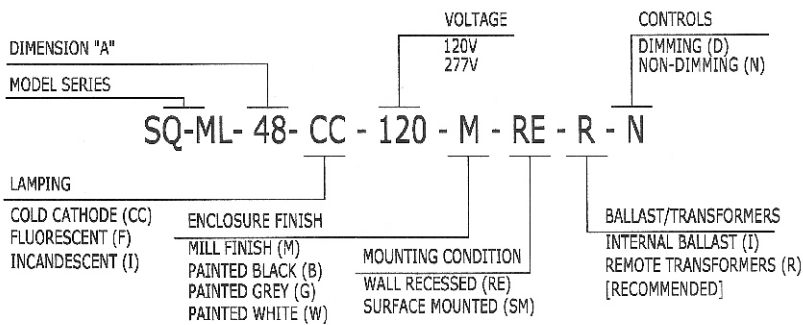 VOLTAGE
120V
277V
CONTROLS
DIMMING (D)
NON-DIMMING (N)
DIMENSION "A"
MODEL SERIES
SQ-ML- 48- CC - 120 - M - RE - R - N
LAMPING
COLD CATHODE (CC)
FLUORESCENT (F)
INCANDESCENT (I)
ENCLOSURE FINISH
MILL FINISH (M)
PAINTED BLACK (B)
PAINTED GREY (G)
PAINTED WHITE (W)
MOUNTING CONDITION
WALL RECESSED (RE)
SURFACE MOUNTED (SM)
BALLAST/TRANSFORMERS
INTERNAL BALLAST (I)
REMOTE TRANSFORMERS (R)
[RECOMMENDED]